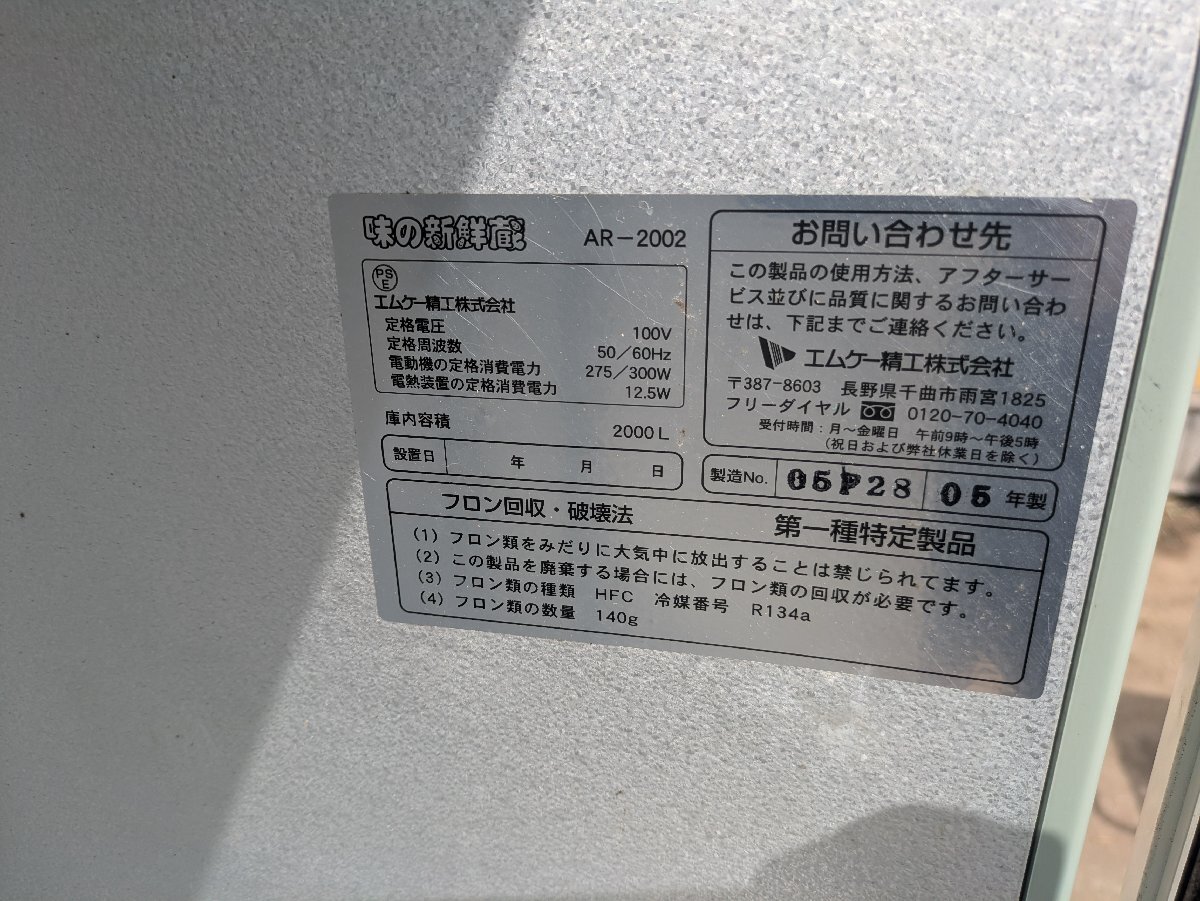 味の新鮮蔵 AR-2002
PSE
エムケー精工株式会社
定格電圧 100V
定格周波数 50/60Hz
電動機の定格消費電力 275/300W
電熱装置の定格消費電力 12.5W
庫内容積 2000L
設置日 年 月 日
お問い合わせ先
この製品の使用方法、アフターサー
ビス並びに品質に関するお問い合わ
せは、下記までご連絡ください。
エムケー精工株式会社
〒387-8603 長野県千曲市雨宮1825
フリーダイヤル 0120-70-4040
受付時間：月～金曜日 午前9時～午後5時
(祝日および弊社休業日を除く)
製造No. 05P28 05年製
フロン回収・破壊法 第一種特定製品
(1) フロン類をみだりに大気中に放出することは禁じられてます。
(2) この製品を廃棄する場合には、フロン類の回収が必要です。
(3) フロン類の種類 HFC 冷媒番号 R134a
(4) フロン類の数量 140g